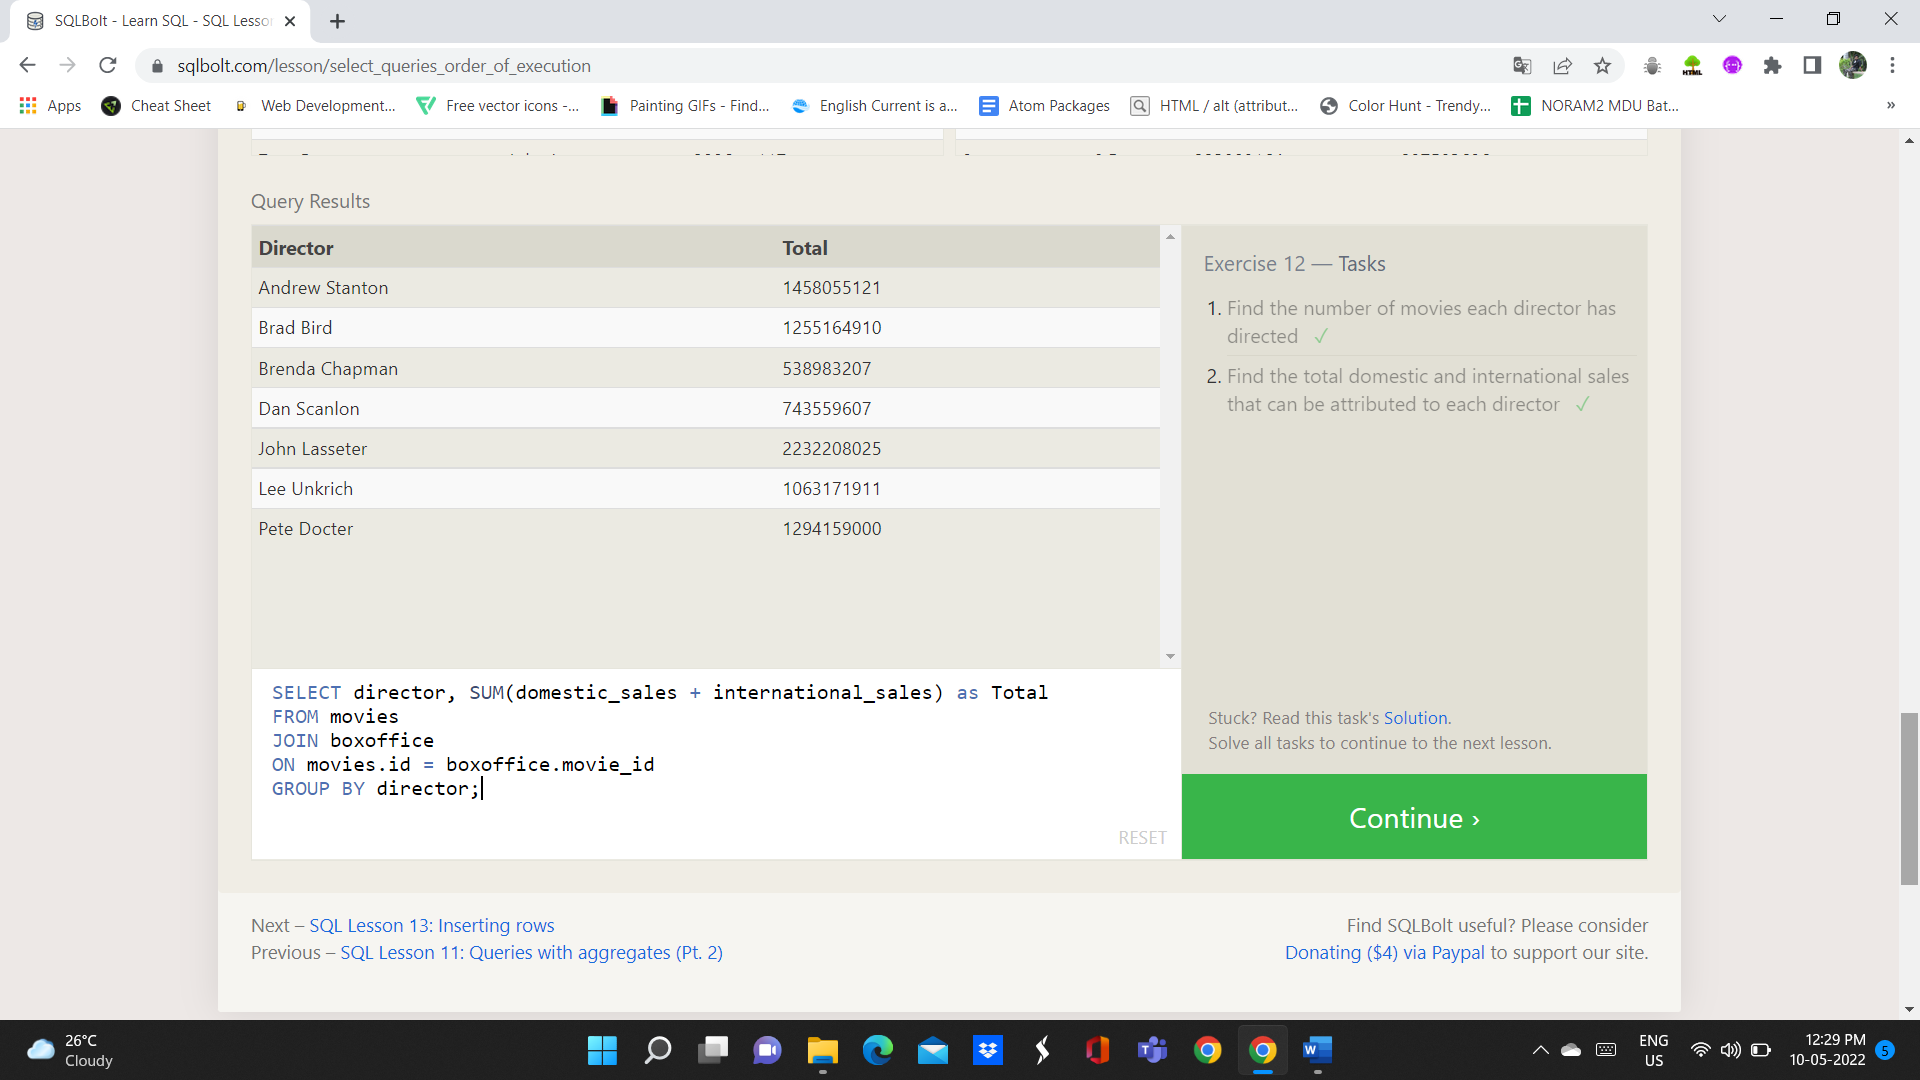 SQLBolt - Learn SQL - SQL Lesso
sqlbolt.com/lesson/select_queries_order_of_execution
Apps
Cheat Sheet
Web Development...
Free vector icons -...
Painting GIFs - Find...
English Current is a...
Atom Packages
HTML / alt (attribut...
Color Hunt - Trendy...
NORAM2 MDU Bat...
»
Query Results
Director Total
Andrew Stanton 1458055121
Brad Bird 1255164910
Brenda Chapman 538983207
Dan Scanlon 743559607
John Lasseter 2232208025
Lee Unkrich 1063171911
Pete Docter 1294159000
Exercise 12 — Tasks
1. Find the number of movies each director has
directed ✓
2. Find the total domestic and international sales
that can be attributed to each director ✓
SELECT director, SUM(domestic_sales + international_sales) as Total
FROM movies
JOIN boxoffice
ON movies.id = boxoffice.movie_id
GROUP BY director;
RESET
Stuck? Read this task's Solution.
Solve all tasks to continue to the next lesson.
Continue ›
Next – SQL Lesson 13: Inserting rows
Previous – SQL Lesson 11: Queries with aggregates (Pt. 2)
Find SQLBolt useful? Please consider
Donating ($4) via Paypal to support our site.
26°C
Cloudy
ENG
US
12:29 PM
10-05-2022
5